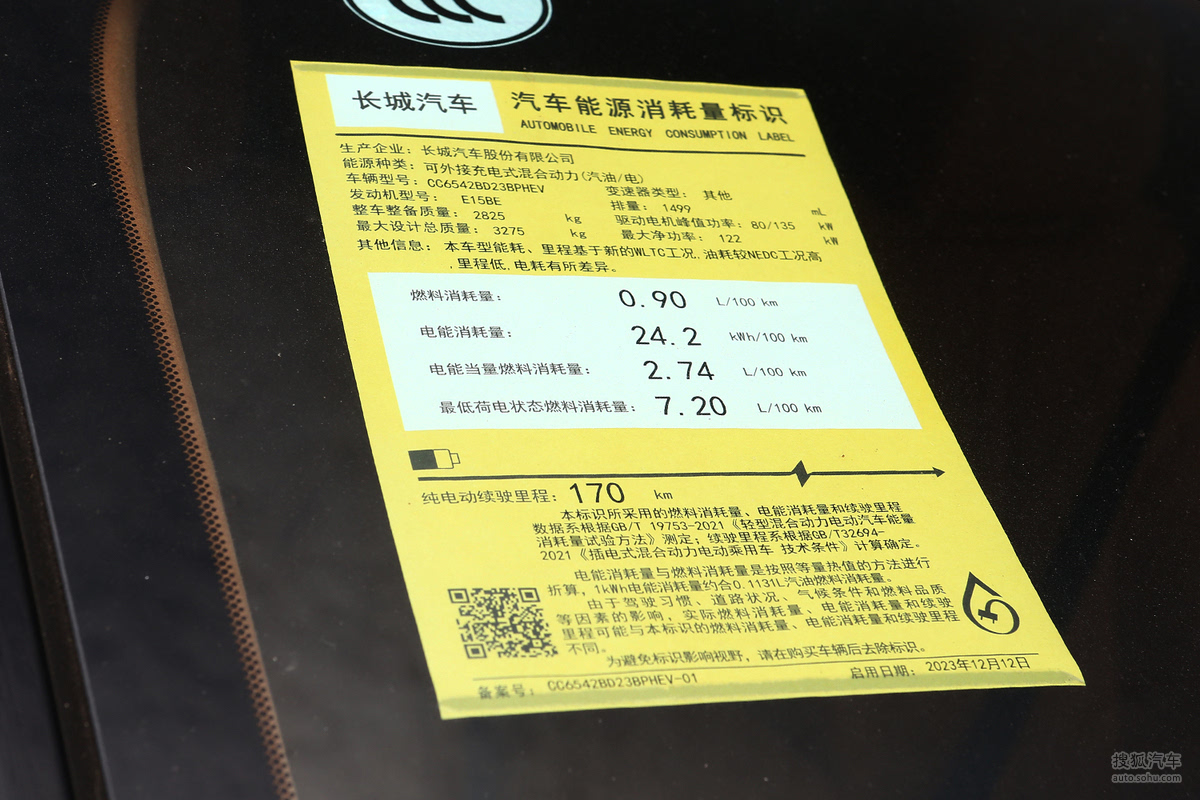 长城汽车
汽车能源消耗量标识
AUTOMOBILE ENERGY CONSUMPTION LABEL
生产企业：长城汽车股份有限公司
能源种类：可外接充电式混合动力(汽油/电)
车辆型号：CC6542BD23BPHEV 变速器类型：其他
发动机型号：E15BE 排量：1499 mL
整车整备质量：2825 kg 驱动电机峰值功率：80/135 kW
最大设计总质量：3275 kg 最大净功率：122 kW
其他信息：本车型能耗、里程基于新的WLTC工况,油耗较NEDC工况高
,里程低,电耗有所差异。
燃料消耗量： 0.90 L/100 km
电能消耗量： 24.2 kWh/100 km
电能当量燃料消耗量： 2.74 L/100 km
最低荷电状态燃料消耗量： 7.20 L/100 km
纯电动续驶里程：170 km
本标识所采用的燃料消耗量、电能消耗量和续驶里程
数据系根据GB/T 19753-2021《轻型混合动力电动汽车能量
消耗量试验方法》测定；续驶里程系根据GB/T32694-
2021《插电式混合动力电动乘用车 技术条件》计算确定。
电能消耗量与燃料消耗量是按照等量热值的方法进行
折算，1kWh电能消耗量约合0.1131L汽油燃料消耗量。
由于驾驶习惯、道路状况、气候条件和燃料品质
等因素的影响，实际燃料消耗量、电能消耗量和续驶
里程可能与本标识的燃料消耗量、电能消耗量和续驶里程
不同。
为避免标识影响视野，请在购买车辆后去除标识。
备案号：CC6542BD23BPHEV-01 启用日期：2023年12月12日
搜狐汽车
auto.sohu.com